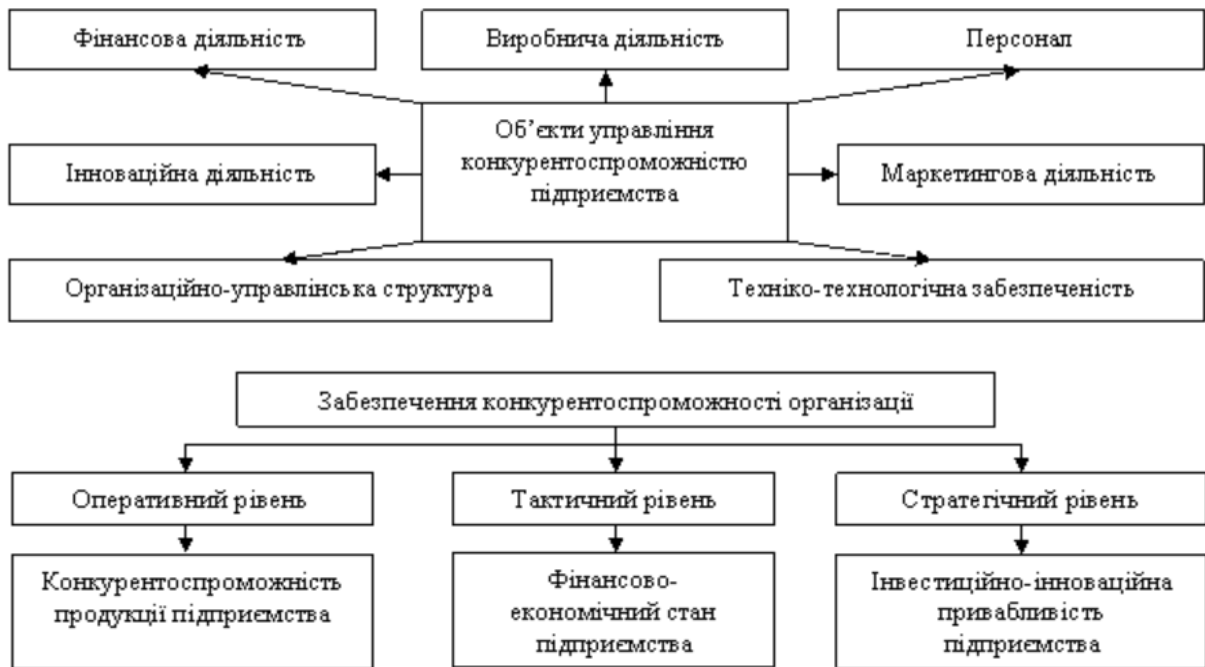 Фінансова діяльність
Виробнича діяльність
Персонал
Об’єкти управління
конкурентоспроможністю
підприємства
Інноваційна діяльність
Маркетингова діяльність
Організаційно-управлінська структура
Техніко-технологічна забезпеченість
Забезпечення конкурентоспроможності організації
Оперативний рівень
Тактичний рівень
Стратегічний рівень
Конкурентоспроможність
продукції підприємства
Фінансово-
економічний стан
підприємства
Інвестиційно-інноваційна
привабливість
підприємства